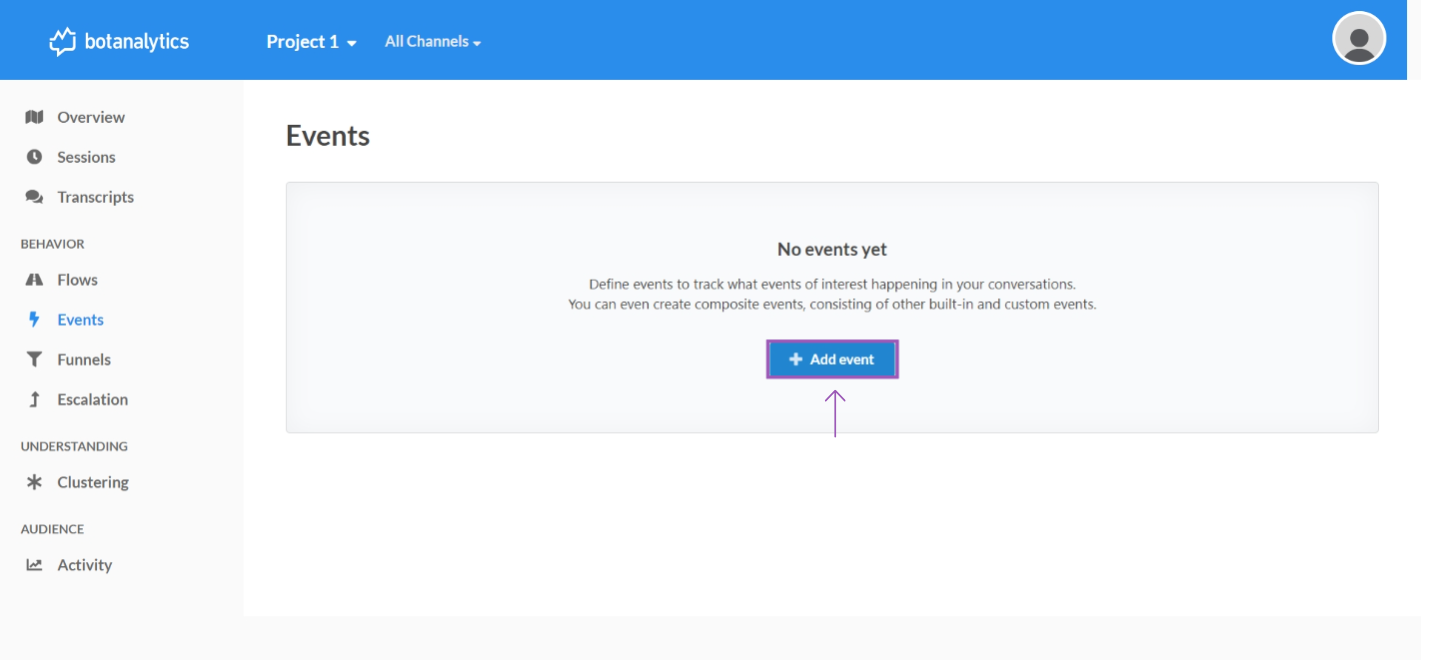 botanalytics
Project 1
All Channels
Overview
Sessions
Transcripts
BEHAVIOR
Flows
Events
Funnels
Escalation
UNDERSTANDING
Clustering
AUDIENCE
Activity
Events
No events yet
Define events to track what events of interest happening in your conversations.
You can even create composite events, consisting of other built-in and custom events.
Add event